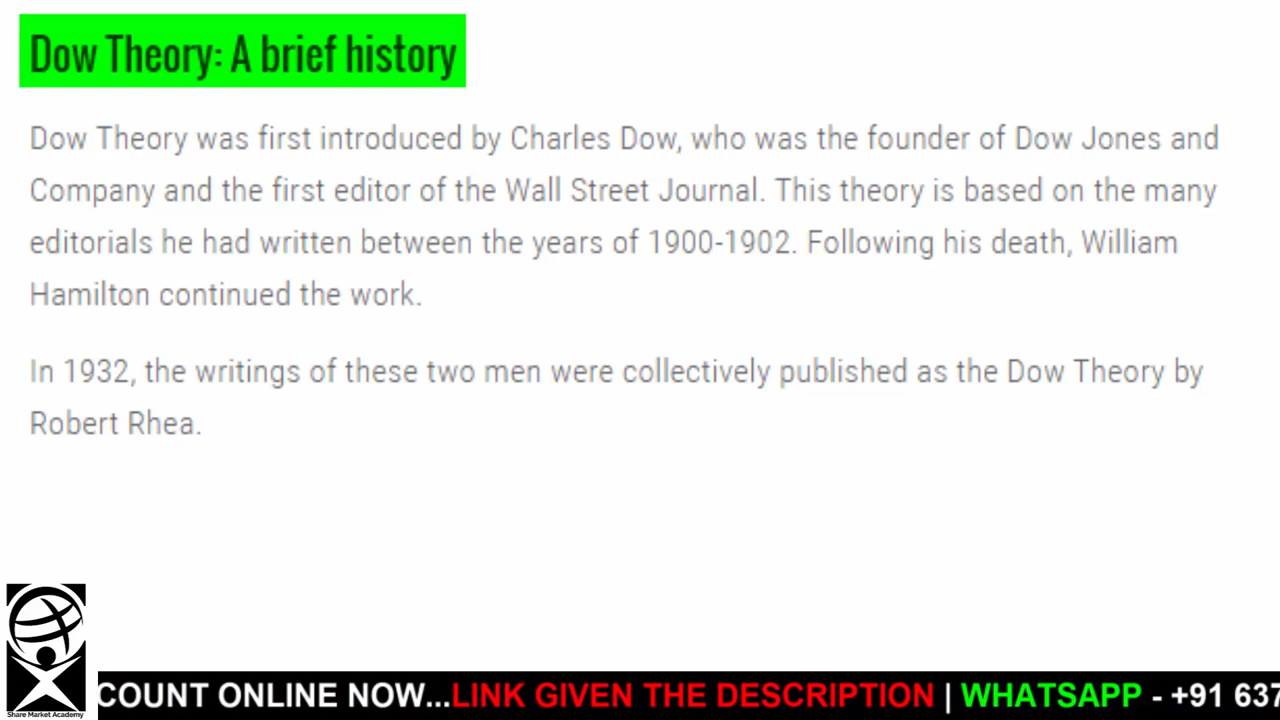 Dow Theory: A brief history
Dow Theory was first introduced by Charles Dow, who was the founder of Dow Jones and
Company and the first editor of the Wall Street Journal. This theory is based on the many
editorials he had written between the years of 1900-1902. Following his death, William
Hamilton continued the work.
In 1932, the writings of these two men were collectively published as the Dow Theory by
Robert Rhea.
Share Market Academy
COUNT ONLINE NOW...LINK GIVEN THE DESCRIPTION | WHATSAPP - +91 637